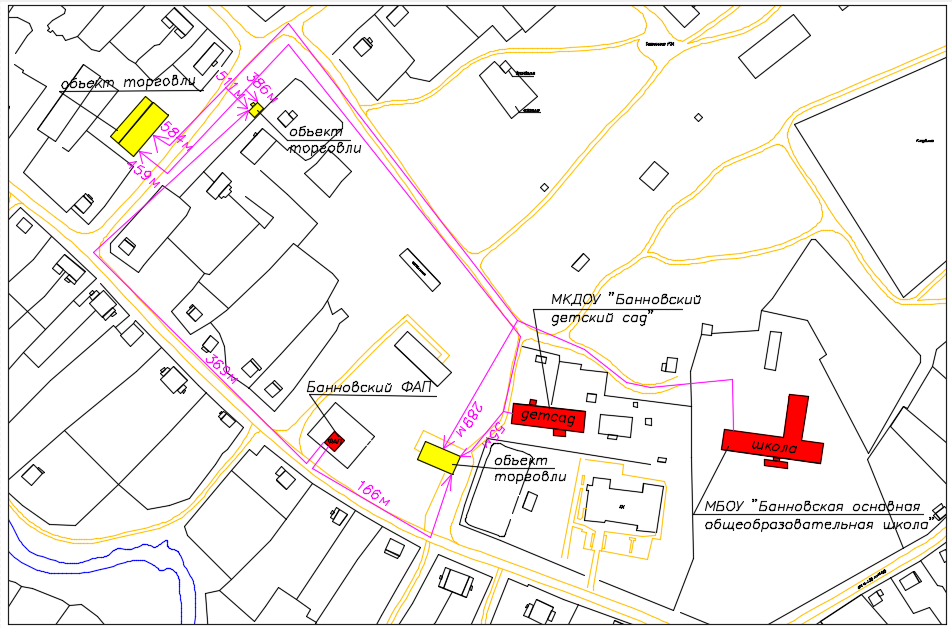 обьект торговли
511м
386м
584м
459м
обьект
торговли
МКДОУ "Банновский
детский сад"
369м
Банновский ФАП
289м
55м
детсад
школа
обьект
торговли
166м
МБОУ "Банновская основная
общеобразовательная школа"